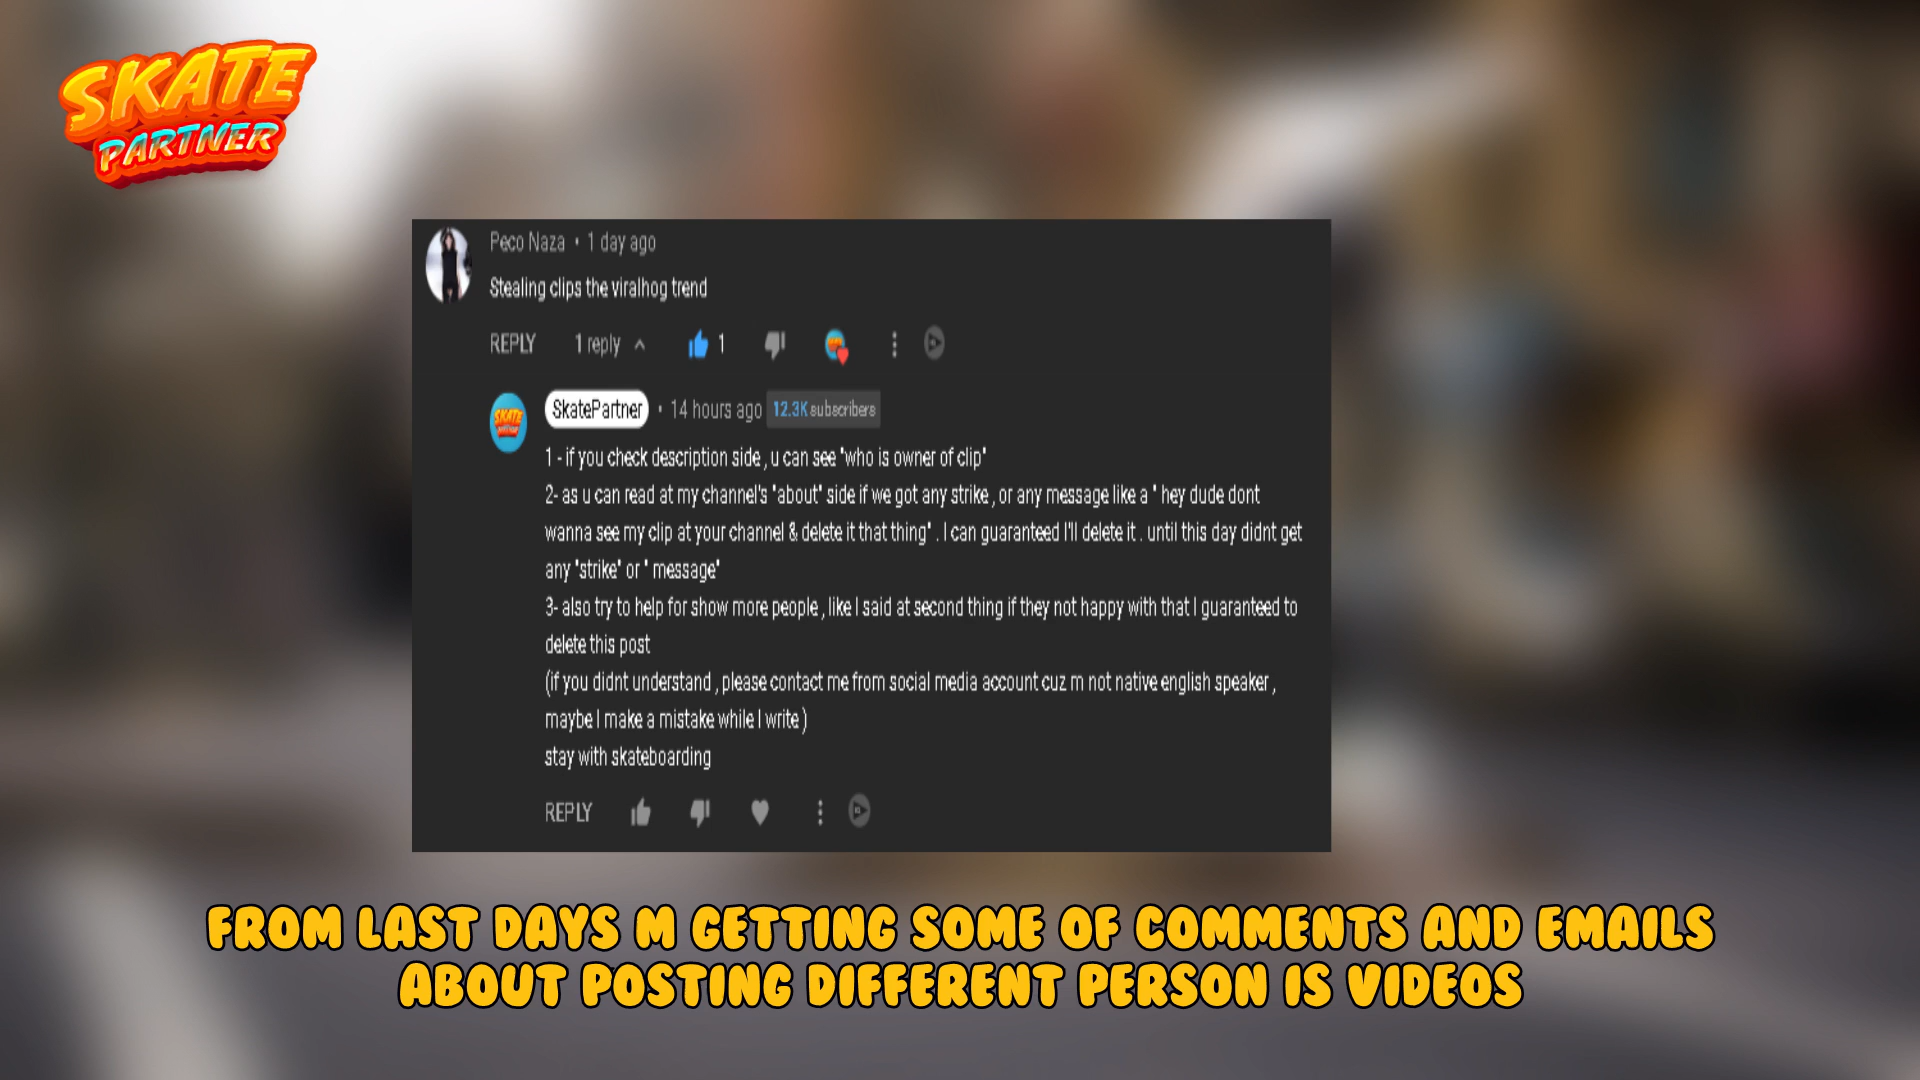 SKATE
PARTNER
Peco Naza • 1 day ago
Stealing clips the viralhog trend
REPLY 1 reply 1
SKATE
SkatePartner • 14 hours ago 12.3K subscribers
1 - if you check description side , u can see "who is owner of clip"
2- as u can read at my channel's "about" side if we got any strike , or any message like a " hey dude dont
wanna see my clip at your channel & delete it that thing" . I can guaranteed I'll delete it . until this day didnt get
any "strike" or " message"
3- also try to help for show more people , like I said at second thing if they not happy with that I guaranteed to
delete this post
(if you didnt understand , please contact me from social media account cuz m not native english speaker ,
maybe I make a mistake while I write )
stay with skateboarding
REPLY
FROM LAST DAYS M GETTING SOME OF COMMENTS AND EMAILS
ABOUT POSTING DIFFERENT PERSON IS VIDEOS